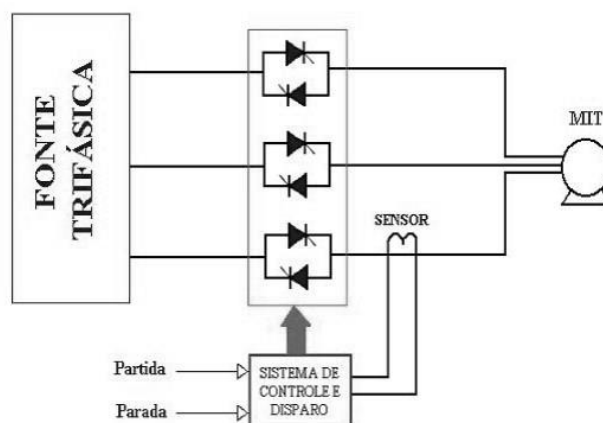 FONTE
TRIFÁSICA
MIT
SENSOR
Partida
Parada
SISTEMA DE
CONTROLE E
DISPARO